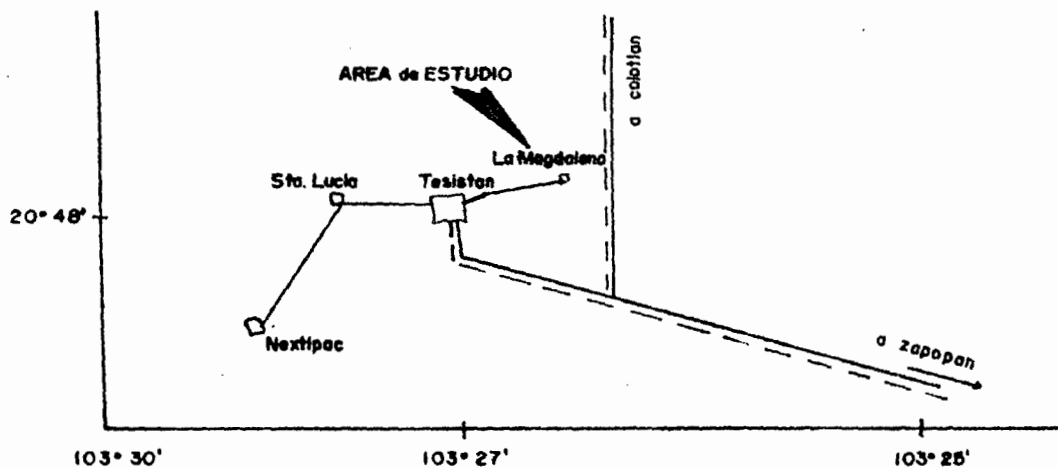 AREA de ESTUDIO
a colotlan
La Magdalena
Sta. Lucia
Tesistan
20° 48'
Nextipac
a zapopan
103° 30'
103° 27'
103° 25'